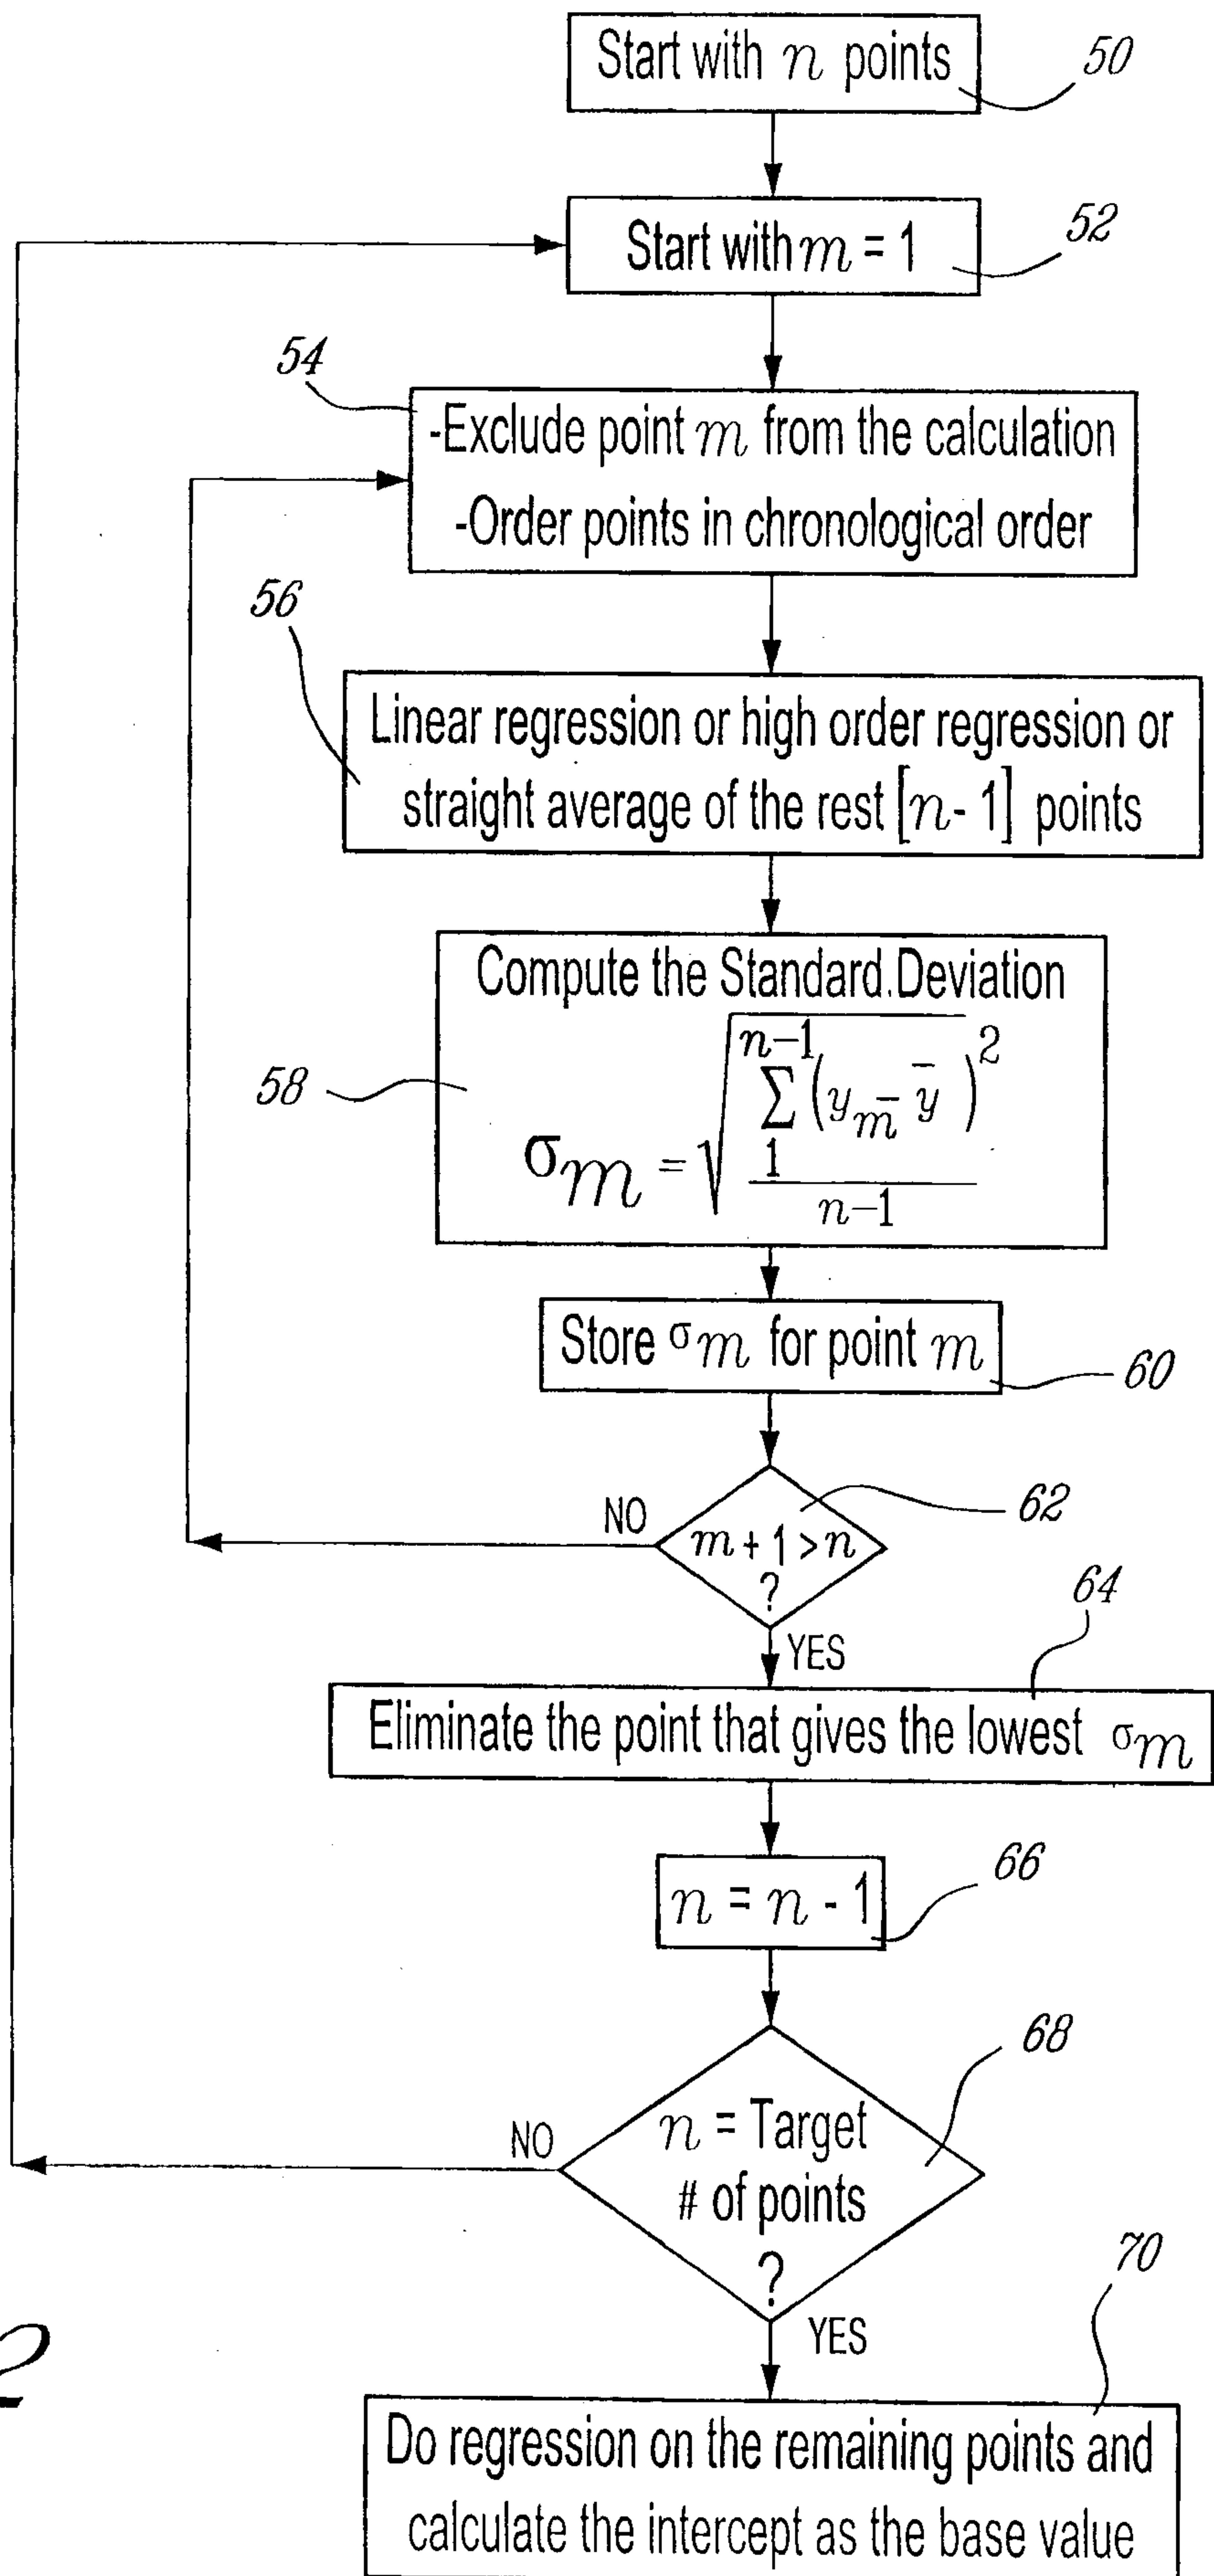 Start with n points
50
Start with m = 1
52
54
-Exclude point m from the calculation
-Order points in chronological order
56
Linear regression or high order regression or
straight average of the rest [n- 1] points
Compute the Standard.Deviation
58
σm = √(∑₁ⁿ⁻¹(ym - ȳ)² / n-1)
Store σm for point m
60
62
NO
m + 1 > n
?
64
YES
Eliminate the point that gives the lowest σm
66
n = n - 1
68
NO
n = Target
# of points
?
70
YES
2
Do regression on the remaining points and
calculate the intercept as the base value